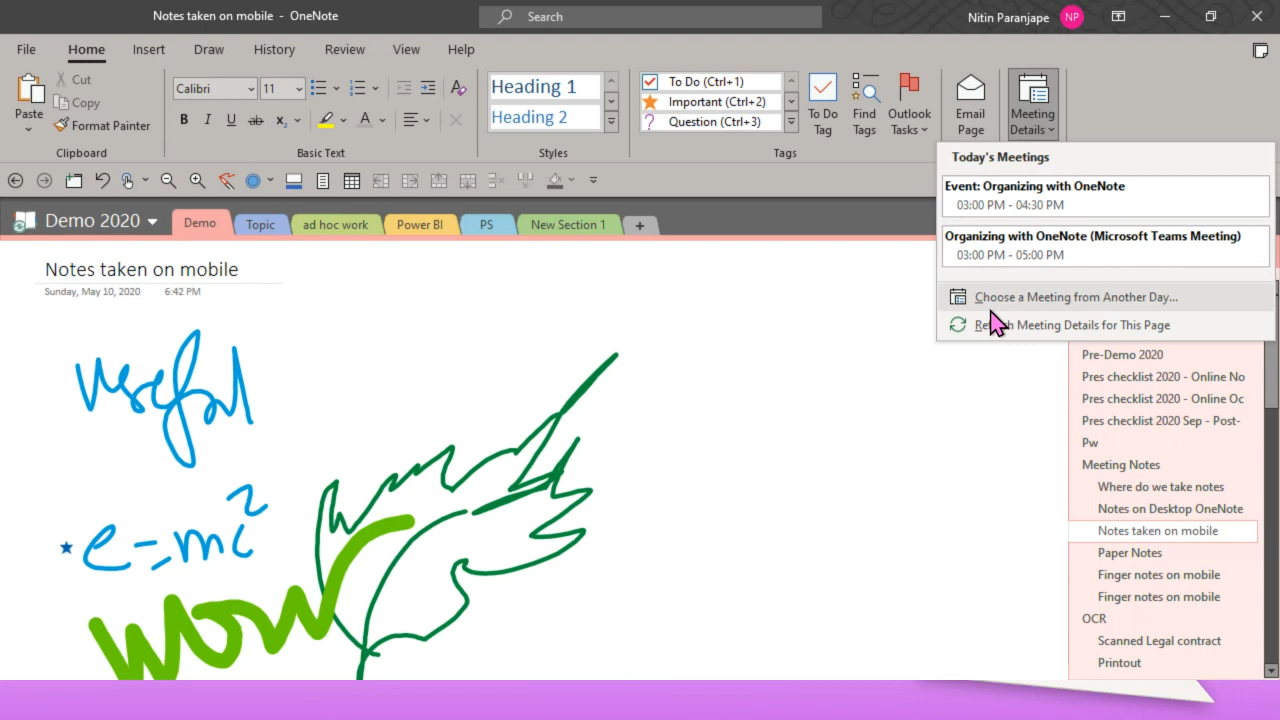 Notes taken on mobile - OneNote
Search
Nitin Paranjape
NP
File Home Insert Draw History Review View Help
Paste
Cut
Copy
Format Painter
Clipboard
Calibri 11
Basic Text
Heading 1
Heading 2
Styles
To Do (Ctrl+1)
Important (Ctrl+2)
Question (Ctrl+3)
To Do Tag
Find Tags
Outlook Tasks
Tags
Email Page
Meeting Details
Today's Meetings
Event: Organizing with OneNote
03:00 PM - 04:30 PM
Organizing with OneNote (Microsoft Teams Meeting)
03:00 PM - 05:00 PM
Choose a Meeting from Another Day...
Meeting Details for This Page
Demo 2020
Demo Topic ad hoc work Power BI PS New Section 1 +
Notes taken on mobile
Sunday, May 10, 2020 6:42 PM
useful
e=mc²
wow
Pre-Demo 2020
Pres checklist 2020 - Online No
Pres checklist 2020 - Online Oc
Pres checklist 2020 Sep - Post-
Pw
Meeting Notes
Where do we take notes
Notes on Desktop OneNote
Notes taken on mobile
Paper Notes
Finger notes on mobile
Finger notes on mobile
OCR
Scanned Legal contract
Printout